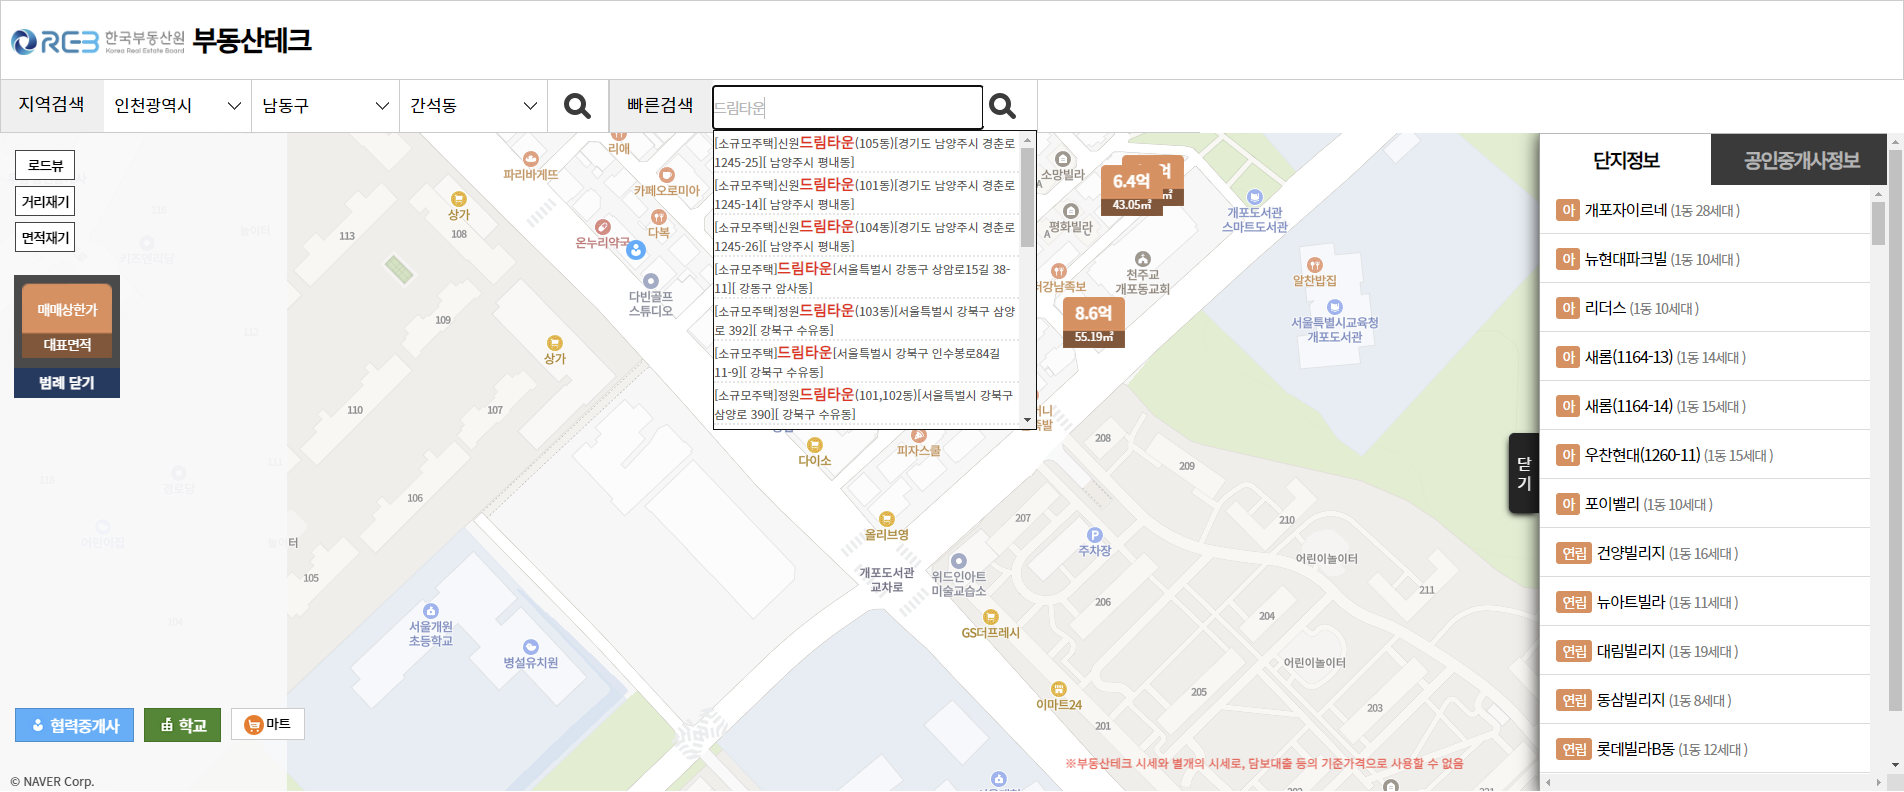 REB 한국부동산원 Korea Real Estate Board 부동산테크
지역검색 인천광역시 남동구 간석동 빠른검색 드림타운
[소규모주택]신원드림타운(105동)[경기도 남양주시 경춘로
1245-25][ 남양주시 평내동]
[소규모주택]신원드림타운(101동)[경기도 남양주시 경춘로
1245-14][ 남양주시 평내동]
[소규모주택]신원드림타운(104동)[경기도 남양주시 경춘로
1245-26][ 남양주시 평내동]
[소규모주택]드림타운[서울특별시 강동구 상암로15길 38-
11][ 강동구 암사동]
[소규모주택]정원드림타운(103동)[서울특별시 강북구 삼양
로 392][ 강북구 수유동]
[소규모주택]드림타운[서울특별시 강북구 인수봉로84길
11-9][ 강북구 수유동]
[소규모주택]정원드림타운(101,102동)[서울특별시 강북구
삼양로 390][ 강북구 수유동]
로드뷰
거리재기
면적재기
매매상한가
대표면적
범례 닫기
리애
파리바게뜨
카페오로미아
상가
108
113
다복
온누리약국
다빈골프
스튜디오
109
상가
110
107
106
105
놀이터
어린이집
경로당
다이소
피자스쿨
올리브영
개포도서관
교차로
위드인아트
미술교습소
GS더프레시
이마트24
서울개원
초등학교
병설유치원
소망빌라
평화빌라
6.4억
43.05㎡
억
㎡
8.6억
55.19㎡
천주교
개포동교회
강남족보
개포도서관
스마트도서관
알찬밥집
서울특별시교육청
개포도서관
208
209
207
주차장
210
어린이놀이터
211
206
204
어린이놀이터
205
203
201
닫
기
※부동산테크 시세와 별개의 시세로, 담보대출 등의 기준가격으로 사용할 수 없음
단지정보 공인중개사정보
아 개포자이르네 (1동 28세대 )
아 뉴현대파크빌 (1동 10세대 )
아 리더스 (1동 10세대 )
아 새롬(1164-13) (1동 14세대 )
아 새롬(1164-14) (1동 15세대 )
아 우찬현대(1260-11) (1동 15세대 )
아 포이벨리 (1동 10세대 )
연립 건양빌리지 (1동 16세대 )
연립 뉴아트빌라 (1동 11세대 )
연립 대림빌리지 (1동 19세대 )
연립 동삼빌리지 (1동 8세대 )
연립 롯데빌라B동 (1동 12세대 )
협력중개사 학교 마트
© NAVER Corp.